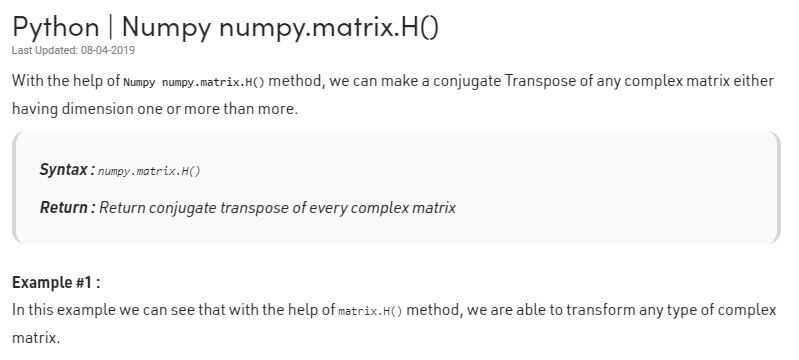 Python | Numpy numpy.matrix.H()
Last Updated: 08-04-2019
With the help of Numpy numpy.matrix.H() method, we can make a conjugate Transpose of any complex matrix either
having dimension one or more than more.
Syntax : numpy.matrix.H()
Return : Return conjugate transpose of every complex matrix
Example #1 :
In this example we can see that with the help of matrix.H() method, we are able to transform any type of complex
matrix.